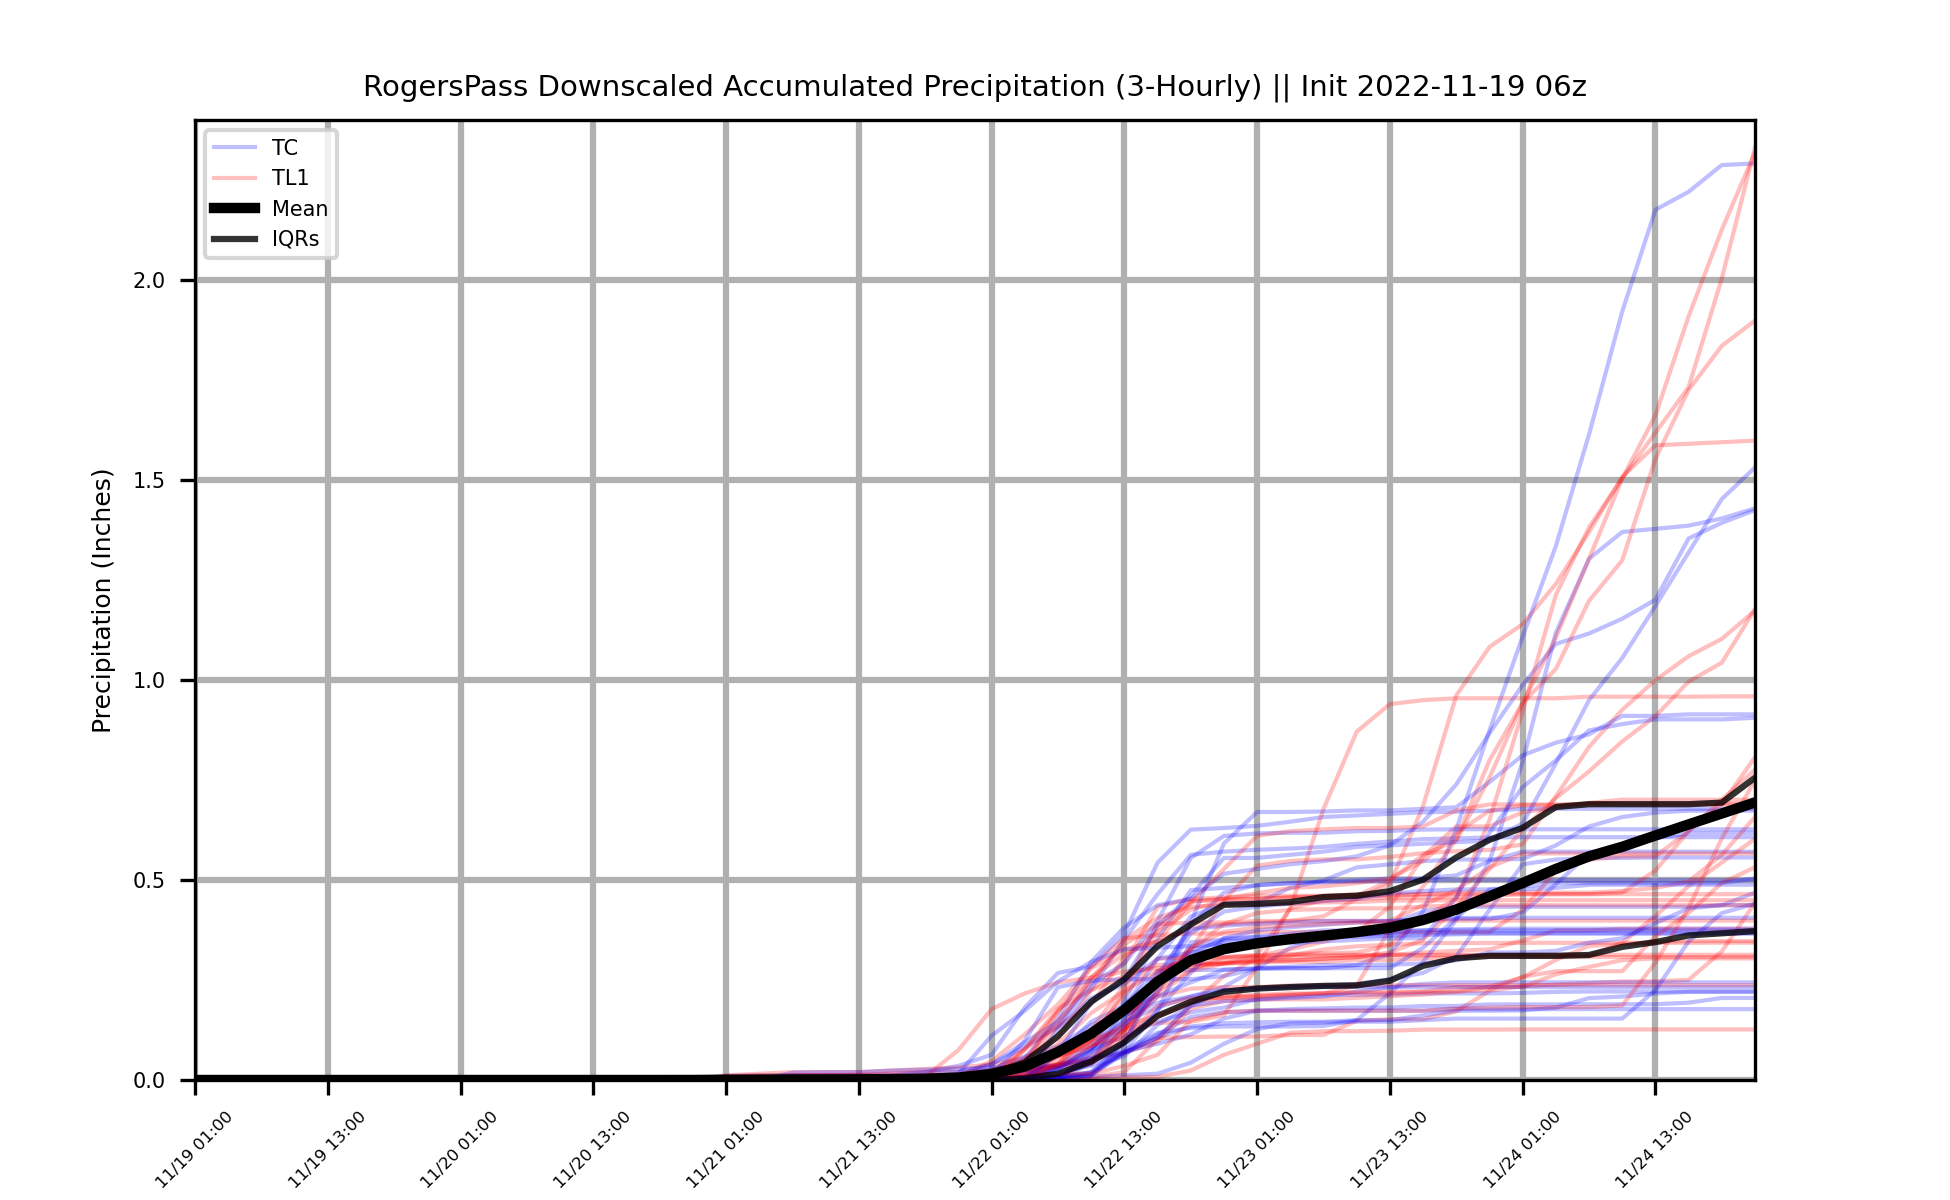 RogersPass Downscaled Accumulated Precipitation (3-Hourly) || Init 2022-11-19 06z
TC
TL1
Mean
IQRs
Precipitation (Inches)
2.0
1.5
1.0
0.5
0.0
11/19 01:00
11/19 13:00
11/20 01:00
11/20 13:00
11/21 01:00
11/21 13:00
11/22 01:00
11/22 13:00
11/23 01:00
11/23 13:00
11/24 01:00
11/24 13:00